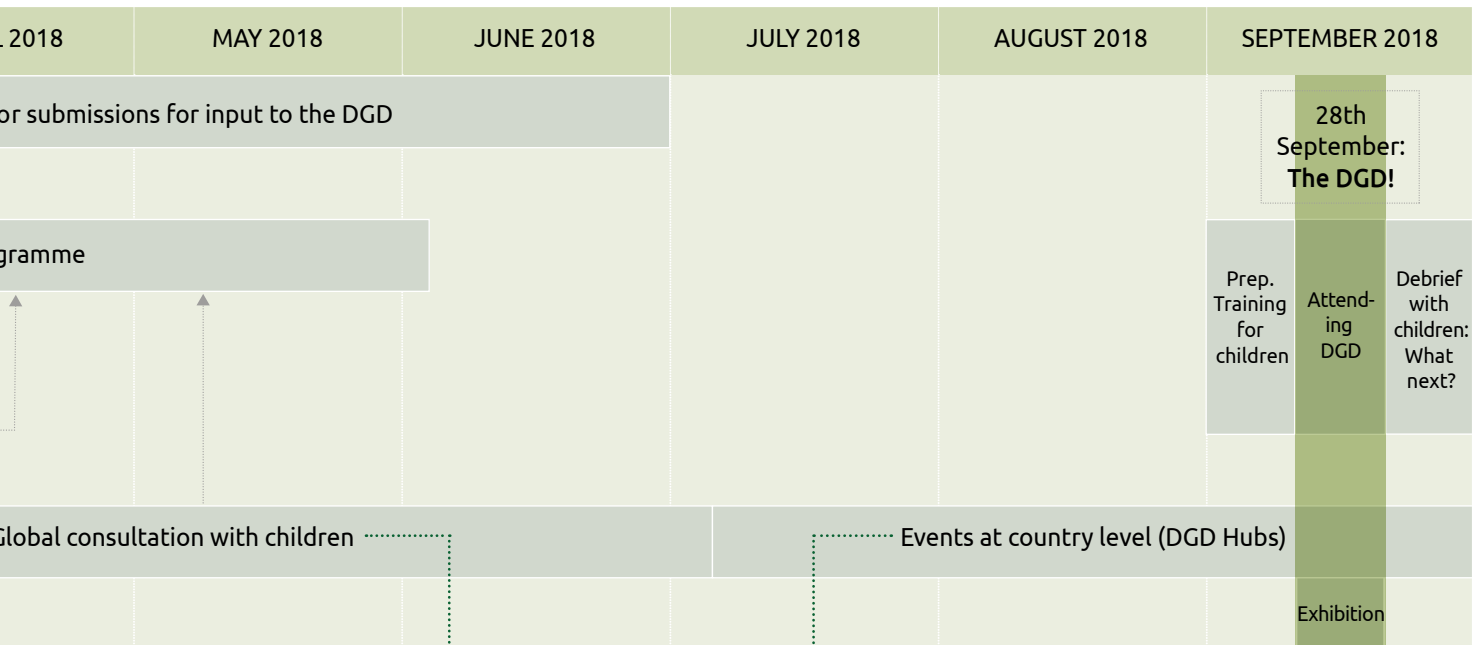 2018
MAY 2018
JUNE 2018
JULY 2018
AUGUST 2018
SEPTEMBER 2018
or submissions for input to the DGD
28th
September:
The DGD!
gramme
Prep.
Training
for
children
Attend-
ing
DGD
Debrief
with
children:
What
next?
Global consultation with children
Events at country level (DGD Hubs)
Exhibition